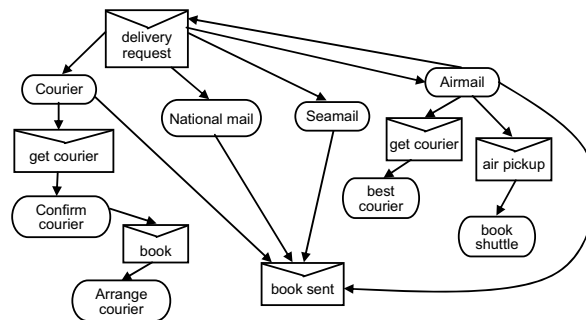 delivery
request
Courier
Airmail
National mail
Seamail
get courier
get courier
air pickup
Confirm
courier
best
courier
book
book
shuttle
Arrange
courier
book sent